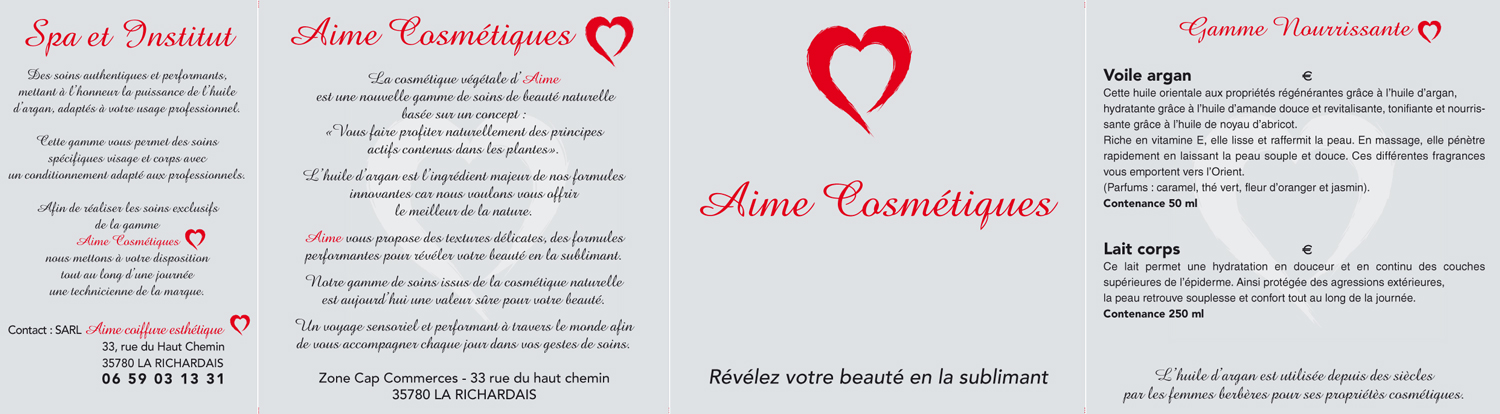 Spa et Institut
Des soins authentiques et performants,
mettant à l'honneur la puissance de l'huile
d'argan, adaptés à votre usage professionnel.
Cette gamme vous permet des soins
spécifiques visage et corps avec
un conditionnement adapté aux professionnels.
Afin de réaliser les soins exclusifs
de la gamme
Aime Cosmétiques
nous mettons à votre disposition
tout au long d'une journée
une technicienne de la marque.
Contact : SARL Aime coiffure esthétique
33, rue du Haut Chemin
35780 LA RICHARDAIS
06 59 03 13 31
Aime Cosmétiques
La cosmétique végétale d'Aime
est une nouvelle gamme de soins de beauté naturelle
basée sur un concept :
«Vous faire profiter naturellement des principes
actifs contenus dans les plantes».
L'huile d'argan est l'ingrédient majeur de nos formules
innovantes car nous voulons vous offrir
le meilleur de la nature.
Aime vous propose des textures délicates, des formules
performantes pour révéler votre beauté en la sublimant.
Notre gamme de soins issus de la cosmétique naturelle
est aujourd'hui une valeur sûre pour votre beauté.
Un voyage sensoriel et performant à travers le monde afin
de vous accompagner chaque jour dans vos gestes de soins.
Zone Cap Commerces - 33 rue du haut chemin
35780 LA RICHARDAIS
Aime Cosmétiques
Révélez votre beauté en la sublimant
Gamme Nourrissante
Voile argan €
Cette huile orientale aux propriétés régénérantes grâce à l'huile d'argan,
hydratante grâce à l'huile d'amande douce et revitalisante, tonifiante et nourris-
sante grâce à l'huile de noyau d'abricot.
Riche en vitamine E, elle lisse et raffermit la peau. En massage, elle pénètre
rapidement en laissant la peau souple et douce. Ces différentes fragrances
vous emportent vers l'Orient.
(Parfums : caramel, thé vert, fleur d'oranger et jasmin).
Contenance 50 ml
Lait corps €
Ce lait permet une hydratation en douceur et en continu des couches
supérieures de l'épiderme. Ainsi protégée des agressions extérieures,
la peau retrouve souplesse et confort tout au long de la journée.
Contenance 250 ml
L'huile d'argan est utilisée depuis des siècles
par les femmes berbères pour ses propriétés cosmétiques.